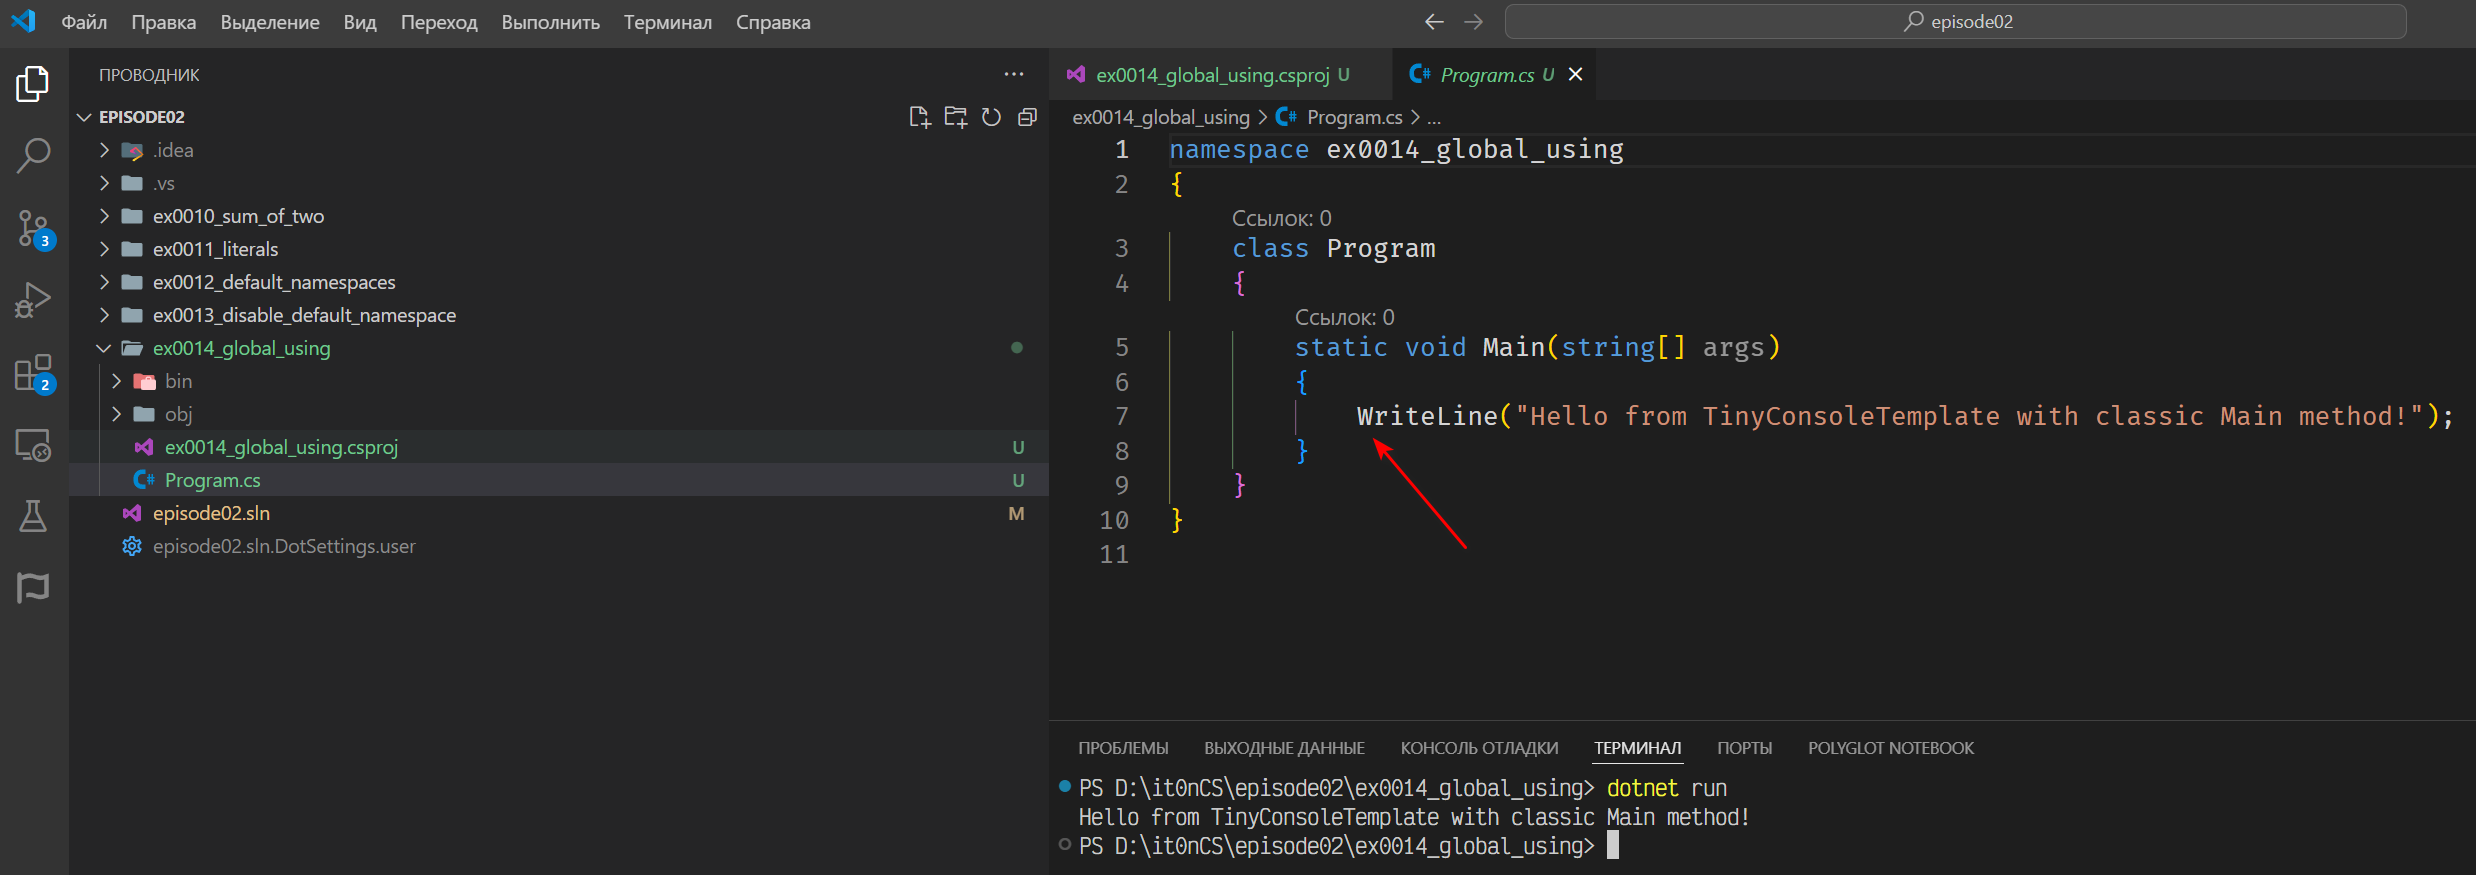 Файл Правка Выделение Вид Переход Выполнить Терминал Справка
episode02
ПРОВОДНИК
EPISODE02
.idea
.vs
ex0010_sum_of_two
ex0011_literals
ex0012_default_namespaces
ex0013_disable_default_namespace
ex0014_global_using
bin
obj
ex0014_global_using.csproj U
Program.cs U
episode02.sln M
episode02.sln.DotSettings.user
3
2
ex0014_global_using.csproj U Program.cs U
ex0014_global_using > Program.cs > ...
1 namespace ex0014_global_using
2 {
Ссылок: 0
3 class Program
4 {
Ссылок: 0
5 static void Main(string[] args)
6 {
7 WriteLine("Hello from TinyConsoleTemplate with classic Main method!");
8 }
9 }
10 }
11
ПРОБЛЕМЫ ВЫХОДНЫЕ ДАННЫЕ КОНСОЛЬ ОТЛАДКИ ТЕРМИНАЛ ПОРТЫ POLYGLOT NOTEBOOK
PS D:\it0nCS\episode02\ex0014_global_using> dotnet run
Hello from TinyConsoleTemplate with classic Main method!
PS D:\it0nCS\episode02\ex0014_global_using>